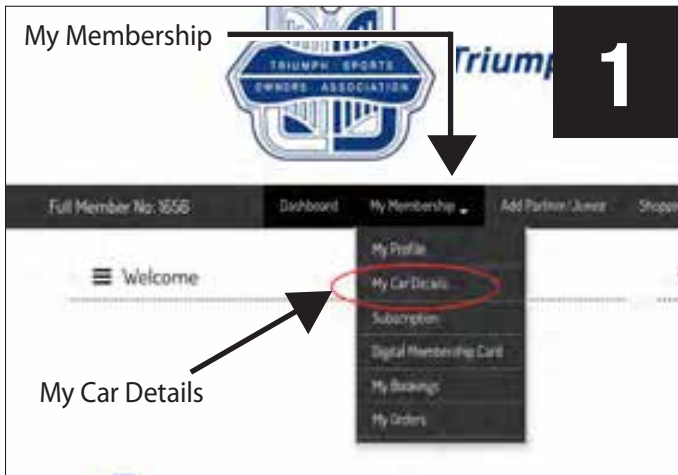 My Membership
TRIUMPH SPORTS
OWNERS ASSOCIATION
Triump
1
Full Member No: 1656
Dashboard My Membership Add Partner/Junior Shoppi
Welcome
My Profile
My Car Details
Subscription
Digital Membership Card
My Bookings
My Orders
My Car Details